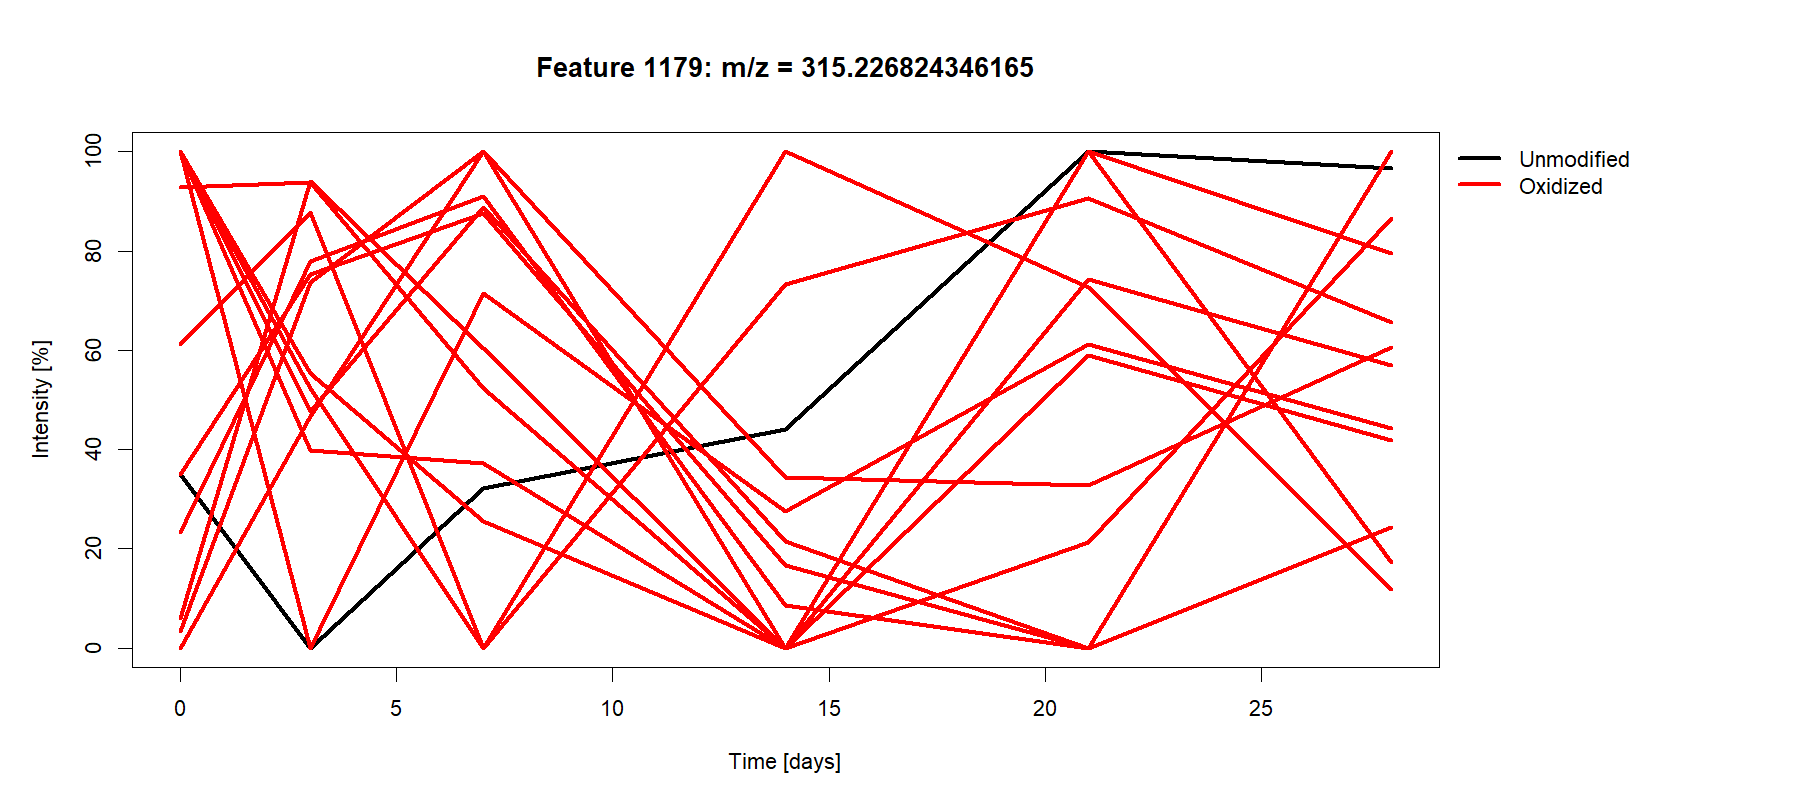 Feature 1179: m/z = 315.226824346165
Unmodified
Oxidized
Intensity [%]
100
80
60
40
20
0
0 5 10 15 20 25
Time [days]